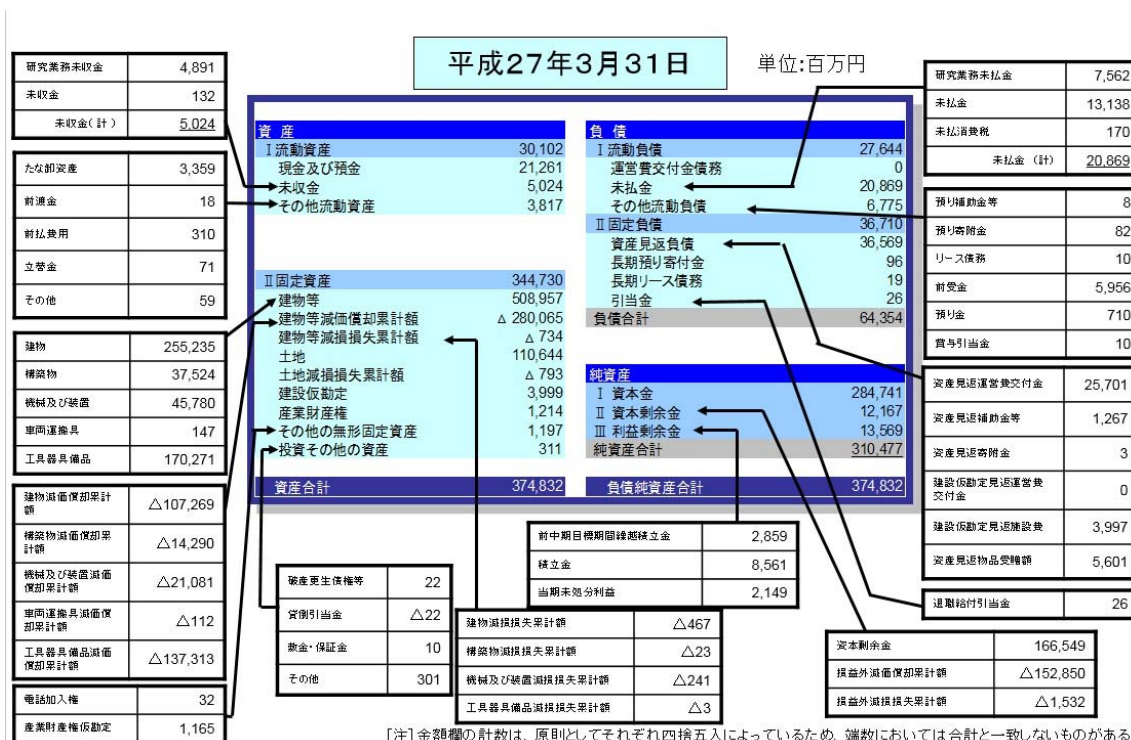 平成27年3月31日
単位:百万円
研究業務未収金 4,891
未収金 132
未収金(計) 5,024
たな卸資産 3,359
前渡金 18
前払費用 310
立替金 71
その他 59
建物 255,235
構築物 37,524
機械及び装置 45,780
車両運搬具 147
工具器具備品 170,271
建物減価償却累計
額 △107,269
構築物減価償却累
計額 △14,290
機械及び装置減価
償却累計額 △21,081
車両運搬具減価償
却累計額 △112
工具器具備品減価
償却累計額 △137,313
電話加入権 32
産業財産権仮勘定 1,165
資 産
Ⅰ流動資産 30,102
現金及び預金 21,261
未収金 5,024
その他流動資産 3,817
Ⅱ固定資産 344,730
建物等 508,957
建物等減価償却累計額 △ 280,065
建物等減損損失累計額 △ 734
土地 110,644
土地減損損失累計額 △ 793
建設仮勘定 3,999
産業財産権 1,214
その他の無形固定資産 1,197
投資その他の資産 311
資産合計 374,832
負 債
Ⅰ流動負債 27,644
運営費交付金債務 0
未払金 20,869
その他流動負債 6,775
Ⅱ固定負債 36,710
資産見返負債 36,569
長期預り寄付金 96
長期リース債務 19
引当金 26
負債合計 64,354
純資産
Ⅰ 資本金 284,741
Ⅱ 資本剰余金 12,167
Ⅲ 利益剰余金 13,569
純資産合計 310,477
負債純資産合計 374,832
研究業務未払金 7,562
未払金 13,138
未払消費税 170
未払金 (計) 20,869
預り補助金等 8
預り寄附金 82
リース債務 10
前受金 5,956
預り金 710
賞与引当金 10
資産見返運営費交付金 25,701
資産見返補助金等 1,267
資産見返寄附金 3
建設仮勘定見返運営費
交付金 0
建設仮勘定見返施設費 3,997
資産見返物品受贈額 5,601
退職給付引当金 26
前中期目標期間繰越積立金 2,859
積立金 8,561
当期未処分利益 2,149
破産更生債権等 22
貸倒引当金 △22
敷金・保証金 10
その他 301
建物減損損失累計額 △467
構築物減損損失累計額 △23
機械及び装置減損損失累計額 △241
工具器具備品減損損失累計額 △3
資本剰余金 166,549
損益外減価償却累計額 △152,850
損益外減損損失累計額 △1,532
[注]金額欄の計数は、原則としてそれぞれ四捨五入によっているため、端数においては合計と一致しないものがある